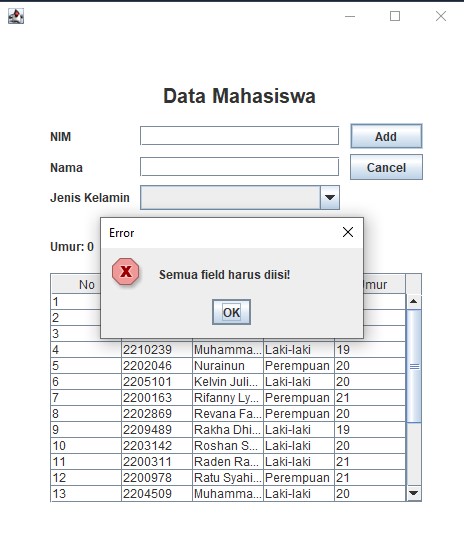 Data Mahasiswa
NIM Add
Nama Cancel
Jenis Kelamin
Umur: 0
Error
Semua field harus diisi!
OK
No
1
2
3
4 2210239 Muhamma... Laki-laki 19
5 2202046 Nurainun Perempuan 20
6 2205101 Kelvin Juli... Laki-laki 20
7 2200163 Rifanny Ly... Perempuan 21
8 2202869 Revana Fa... Perempuan 20
9 2209489 Rakha Dhi... Laki-laki 19
10 2203142 Roshan S... Laki-laki 20
11 2200311 Raden Ra... Laki-laki 21
12 2200978 Ratu Syahi... Perempuan 21
13 2204509 Muhamma... Laki-laki 20